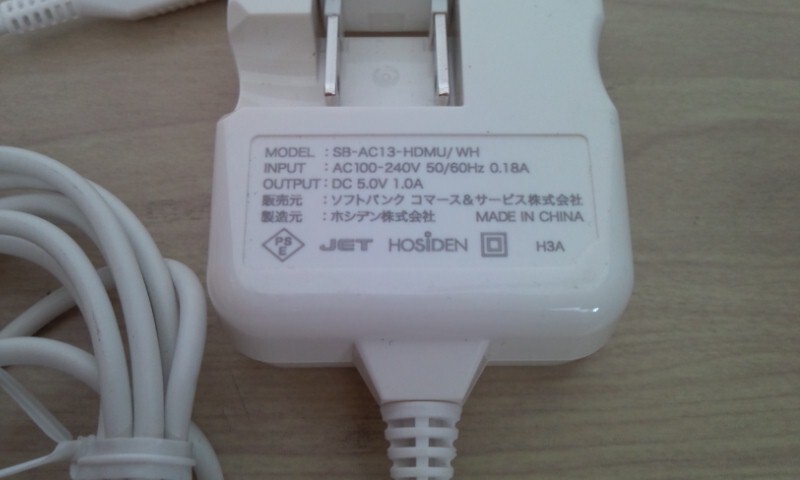 MODEL : SB-AC13-HDMU/WH
INPUT : AC100-240V 50/60Hz 0.18A
OUTPUT : DC 5.0V 1.0A
販売元 : ソフトバンク コマース&サービス株式会社
製造元 : ホシデン株式会社 MADE IN CHINA
PSE JET HOSiDEN H3A